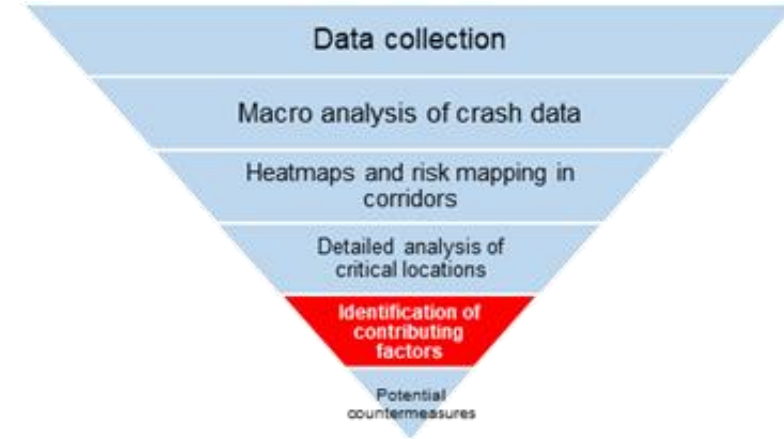 Data collection
Macro analysis of crash data
Heatmaps and risk mapping in
corridors
Detailed analysis of
critical locations
Identification of
contributing
factors
Potential
countermeasures